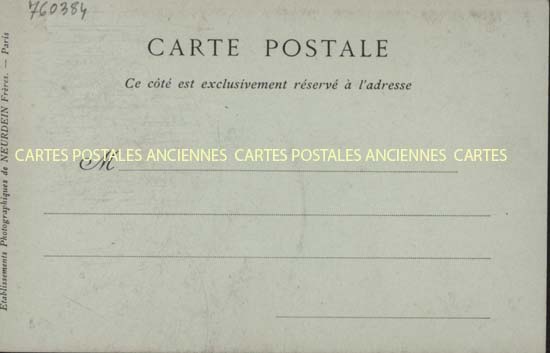 760384
CARTE POSTALE
Ce côté est exclusivement réservé à l'adresse
M
CARTES POSTALES ANCIENNES CARTES POSTALES ANCIENNES CARTES
Etablissements Photographiques de NEURDEIN Frères. — Paris